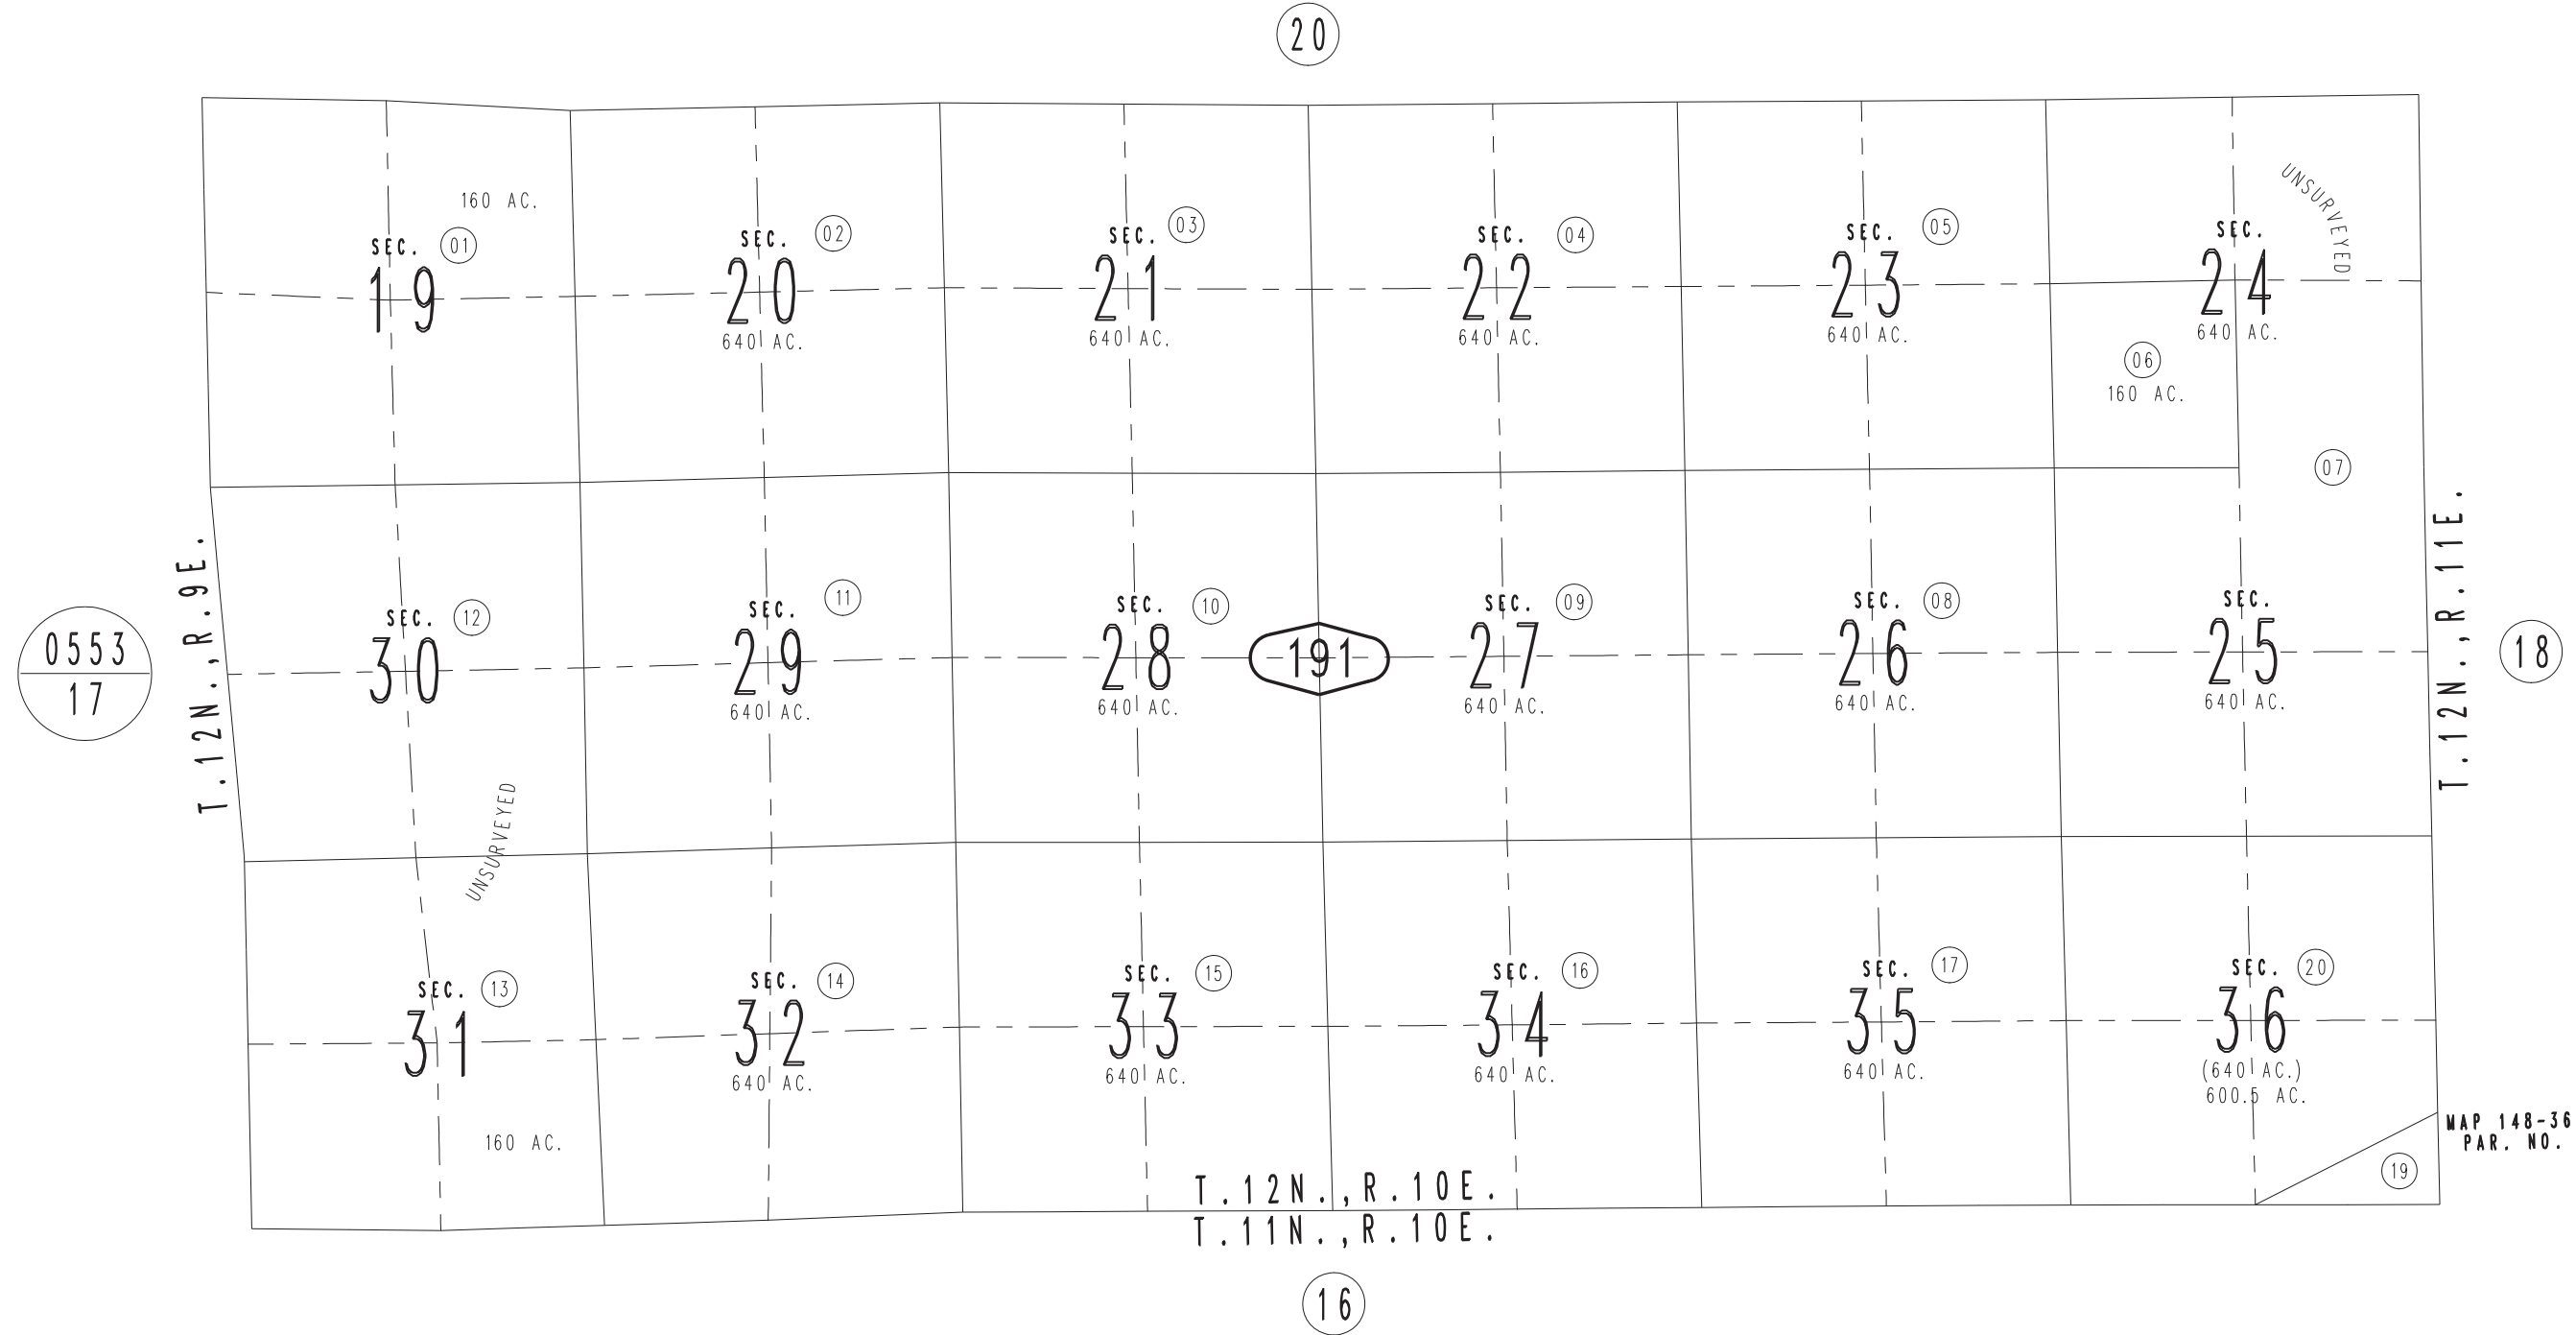 20
160 AC.
SEC. 01
19
SEC. 02
20
640 AC.
SEC. 03
21
640 AC.
SEC. 04
22
640 AC.
SEC. 05
23
640 AC.
UNSURVEYED
SEC.
24
640 AC.
06
160 AC.
07
T.12N.,R.9E.
0553
17
SEC. 12
30
UNSURVEYED
SEC. 11
29
640 AC.
SEC. 10
28
640 AC.
191
SEC. 09
27
640 AC.
SEC. 08
26
640 AC.
SEC.
25
640 AC.
T.12N.,R.11E.
18
SEC. 13
31
160 AC.
SEC. 14
32
640 AC.
SEC. 15
33
640 AC.
SEC. 16
34
640 AC.
SEC. 17
35
640 AC.
SEC. 20
36
(640 AC.)
600.5 AC.
MAP 148-36
PAR. NO.
19
T.12N.,R.10E.
T.11N.,R.10E.
16